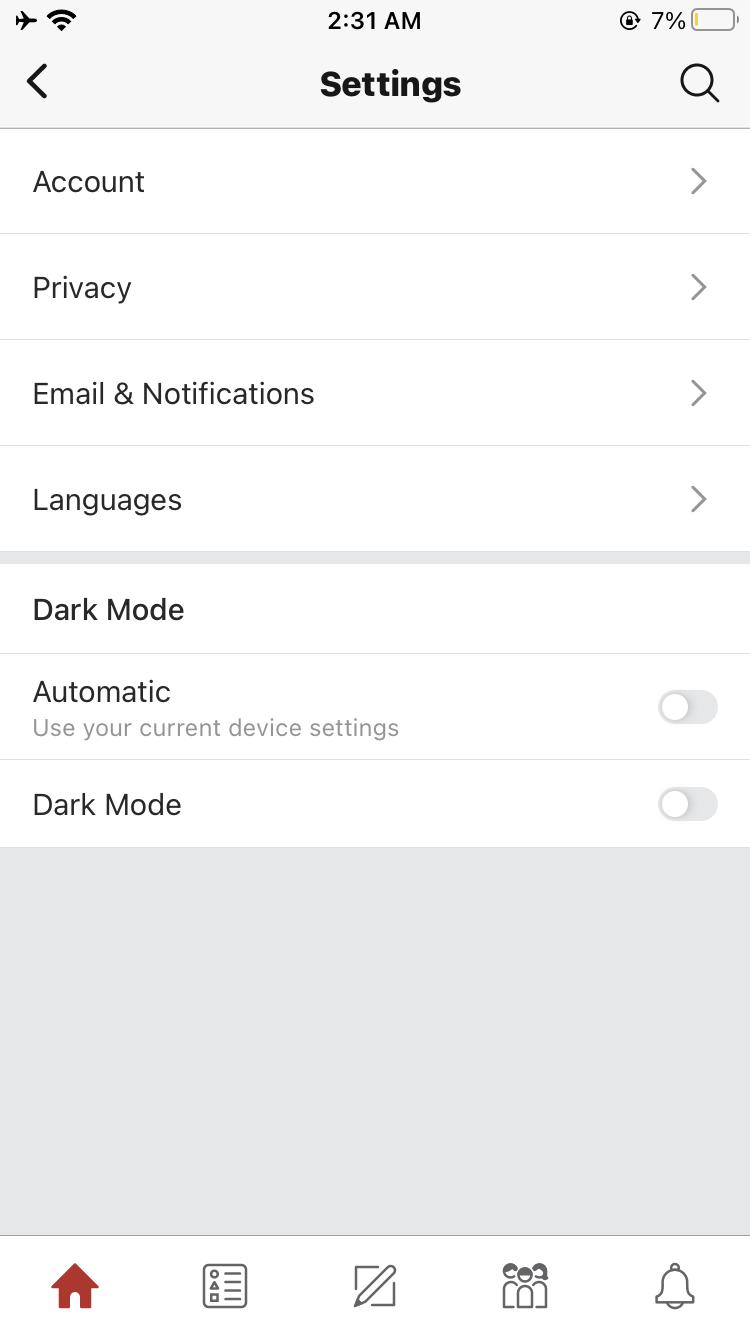 2:31 AM 7%
Settings
Account
Privacy
Email & Notifications
Languages
Dark Mode
Automatic
Use your current device settings
Dark Mode